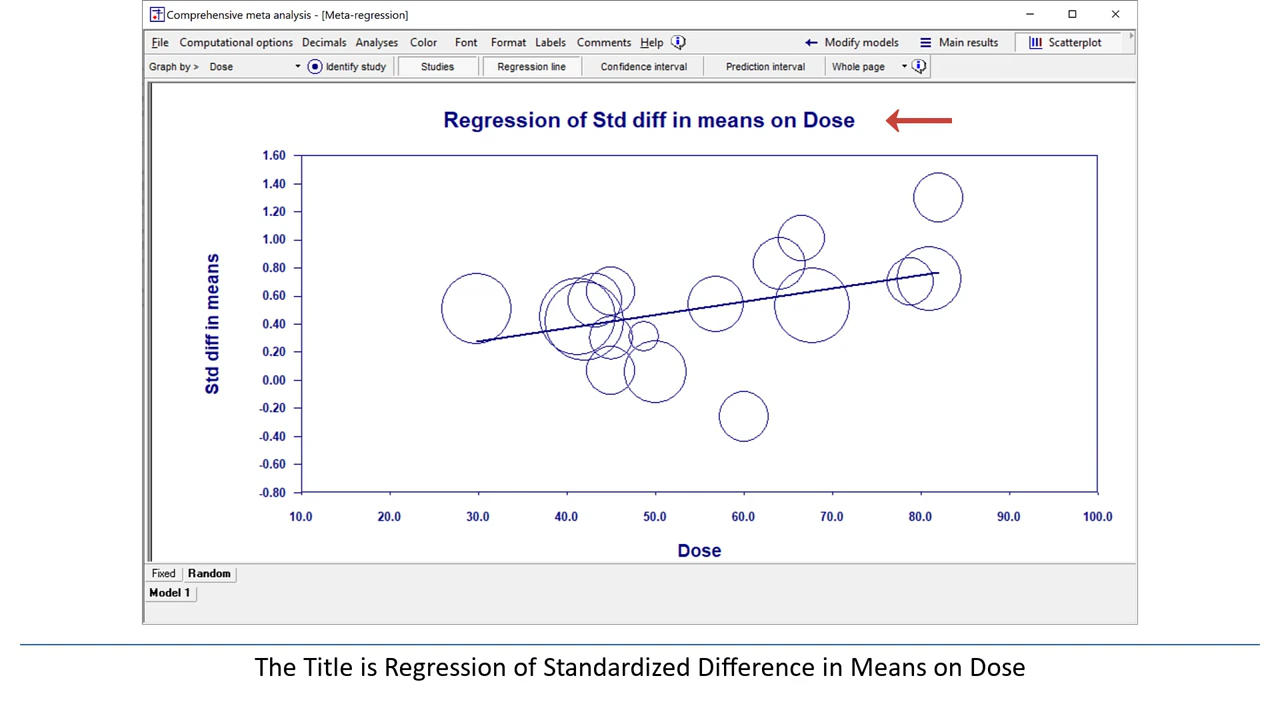 Comprehensive meta analysis - [Meta-regression]
File Computational options Decimals Analyses Color Font Format Labels Comments Help Modify models Main results Scatterplot
Graph by > Dose Identify study Studies Regression line Confidence interval Prediction interval Whole page
Regression of Std diff in means on Dose
1.60
1.40
1.20
1.00
0.80
0.60
0.40
0.20
0.00
-0.20
-0.40
-0.60
-0.80
Std diff in means
10.0 20.0 30.0 40.0 50.0 60.0 70.0 80.0 90.0 100.0
Dose
Fixed Random
Model 1
The Title is Regression of Standardized Difference in Means on Dose